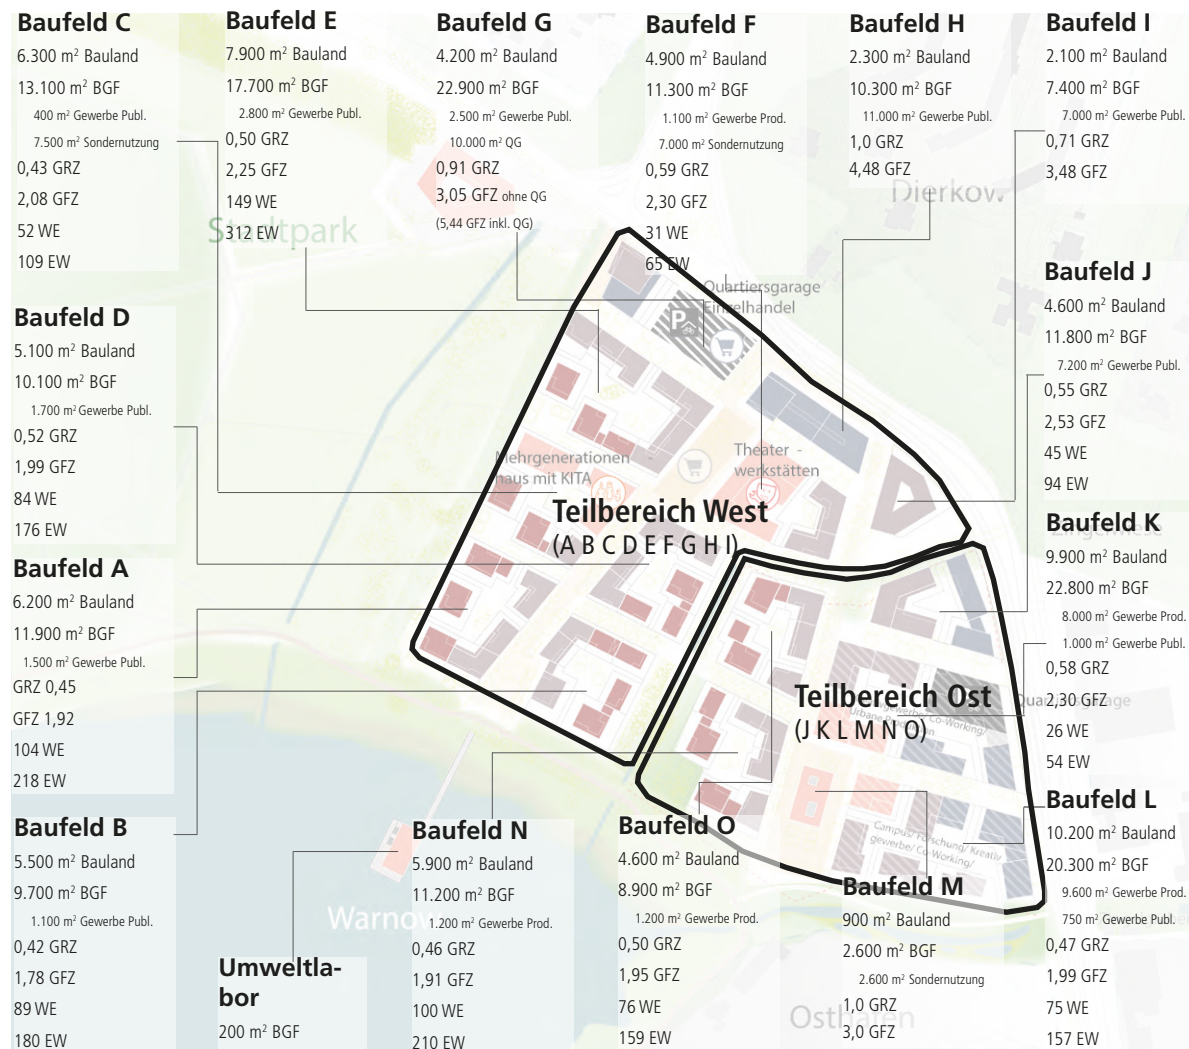 Baufeld C
6.300 m² Bauland
13.100 m² BGF
400 m² Gewerbe Publ.
7.500 m² Sondernutzung
0,43 GRZ
2,08 GFZ
52 WE
109 EW
Baufeld E
7.900 m² Bauland
17.700 m² BGF
2.800 m² Gewerbe Publ.
0,50 GRZ
2,25 GFZ
149 WE
312 EW
Baufeld G
4.200 m² Bauland
22.900 m² BGF
2.500 m² Gewerbe Publ.
10.000 m² QG
0,91 GRZ
3,05 GFZ ohne QG
(5,44 GFZ inkl. QG)
Baufeld F
4.900 m² Bauland
11.300 m² BGF
1.100 m² Gewerbe Prod.
7.000 m² Sondernutzung
0,59 GRZ
2,30 GFZ
31 WE
65 EW
Baufeld H
2.300 m² Bauland
10.300 m² BGF
11.000 m² Gewerbe Publ.
1,0 GRZ
4,48 GFZ
Baufeld I
2.100 m² Bauland
7.400 m² BGF
7.000 m² Gewerbe Publ.
0,71 GRZ
3,48 GFZ
Stadtpark
Dierkow
Baufeld D
5.100 m² Bauland
10.100 m² BGF
1.700 m² Gewerbe Publ.
0,52 GRZ
1,99 GFZ
84 WE
176 EW
Quartiersgarage
Einzelhandel
P
Baufeld J
4.600 m² Bauland
11.800 m² BGF
7.200 m² Gewerbe Publ.
0,55 GRZ
2,53 GFZ
45 WE
94 EW
Mehrgenerationen -
haus mit KITA
Theater -
werkstätten
Teilbereich West
(A B C D E F G H I)
Zingelwiese
Baufeld A
6.200 m² Bauland
11.900 m² BGF
1.500 m² Gewerbe Publ.
GRZ 0,45
GFZ 1,92
104 WE
218 EW
Baufeld K
9.900 m² Bauland
22.800 m² BGF
8.000 m² Gewerbe Prod.
1.000 m² Gewerbe Publ.
0,58 GRZ
2,30 GFZ
26 WE
54 EW
Teilbereich Ost
(J K L M N O)
Quartiersgarage
gewerbe/ Co-Working/
Urbane
Campus/ Forschung/ Kreativ
gewerbe/ Co-Working/
Baufeld B
5.500 m² Bauland
9.700 m² BGF
1.100 m² Gewerbe Publ.
0,42 GRZ
1,78 GFZ
89 WE
180 EW
Warnow
Umweltla-
bor
200 m² BGF
Baufeld N
5.900 m² Bauland
11.200 m² BGF
1.200 m² Gewerbe Prod.
0,46 GRZ
1,91 GFZ
100 WE
210 EW
Baufeld O
4.600 m² Bauland
8.900 m² BGF
1.200 m² Gewerbe Prod.
0,50 GRZ
1,95 GFZ
76 WE
159 EW
Baufeld M
900 m² Bauland
2.600 m² BGF
2.600 m² Sondernutzung
1,0 GRZ
3,0 GFZ
Osthafen
Baufeld L
10.200 m² Bauland
20.300 m² BGF
9.600 m² Gewerbe Prod.
750 m² Gewerbe Publ.
0,47 GRZ
1,99 GFZ
75 WE
157 EW